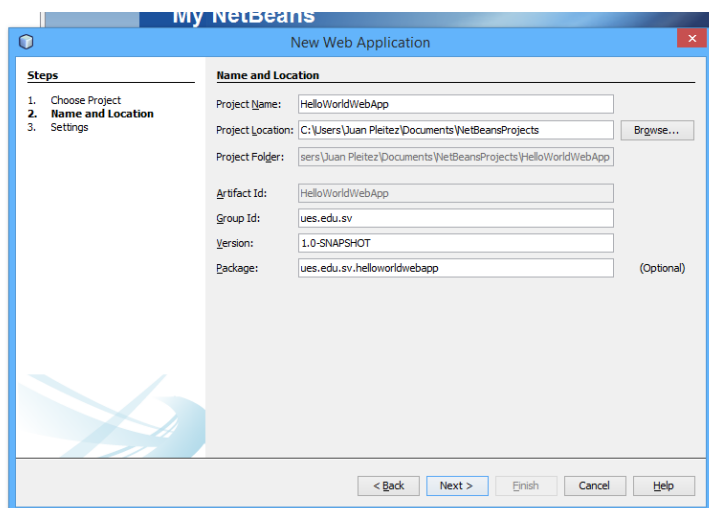 My NetBeans
New Web Application
Steps
1. Choose Project
2. Name and Location
3. Settings
Name and Location
Project Name: HelloWorldWebApp
Project Location: C:\Users\Juan Pleitez\Documents\NetBeansProjects Browse...
Project Folder: sers\Juan Pleitez\Documents\NetBeansProjects\HelloWorldWebApp
Artifact Id: HelloWorldWebApp
Group Id: ues.edu.sv
Version: 1.0-SNAPSHOT
Package: ues.edu.sv.helloworldwebapp (Optional)
< Back Next > Finish Cancel Help